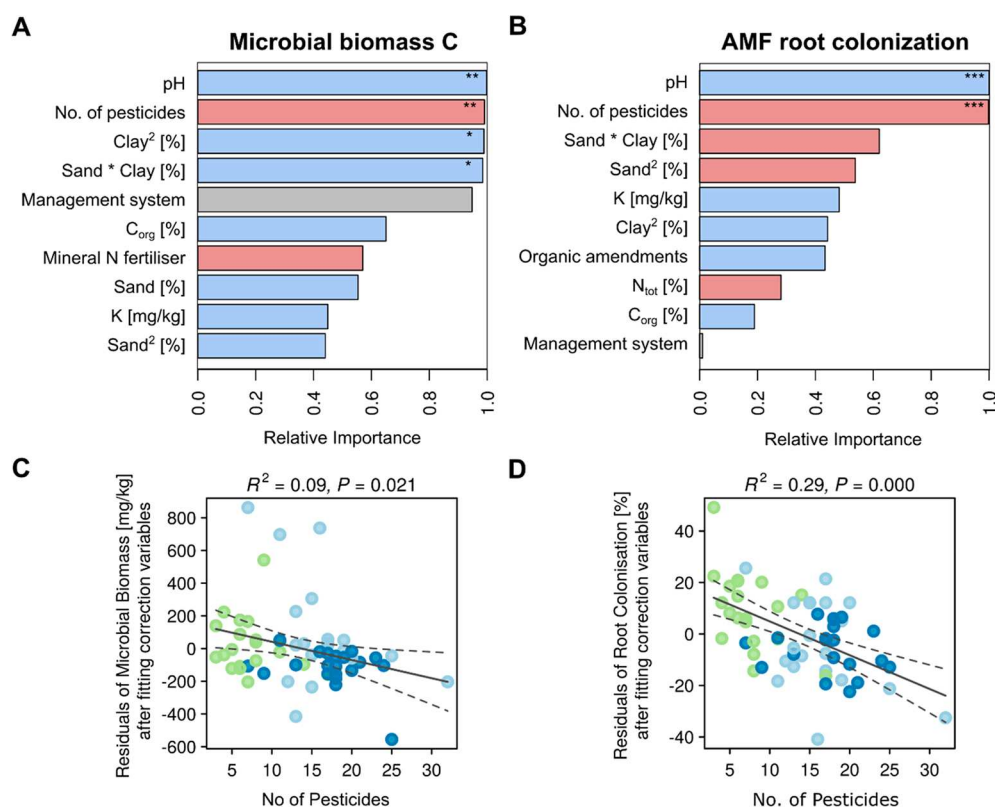 A
Microbial biomass C
pH
**
No. of pesticides
**
Clay² [%]
*
Sand * Clay [%]
*
Management system
C_org [%]
Mineral N fertiliser
Sand [%]
K [mg/kg]
Sand² [%]
0.0 0.2 0.4 0.6 0.8 1.0
Relative Importance
B
AMF root colonization
pH
***
No. of pesticides
***
Sand * Clay [%]
Sand² [%]
K [mg/kg]
Clay² [%]
Organic amendments
N_tot [%]
C_org [%]
Management system
0.0 0.2 0.4 0.6 0.8 1.0
Relative Importance
C
R² = 0.09, P = 0.021
Residuals of Microbial Biomass [mg/kg]
after fitting correction variables
800
600
400
200
0
-200
-400
-600
5 10 15 20 25 30
No of Pesticides
D
R² = 0.29, P = 0.000
Residuals of Root Colonisation [%]
after fitting correction variables
40
20
0
-20
-40
5 10 15 20 25 30
No. of Pesticides